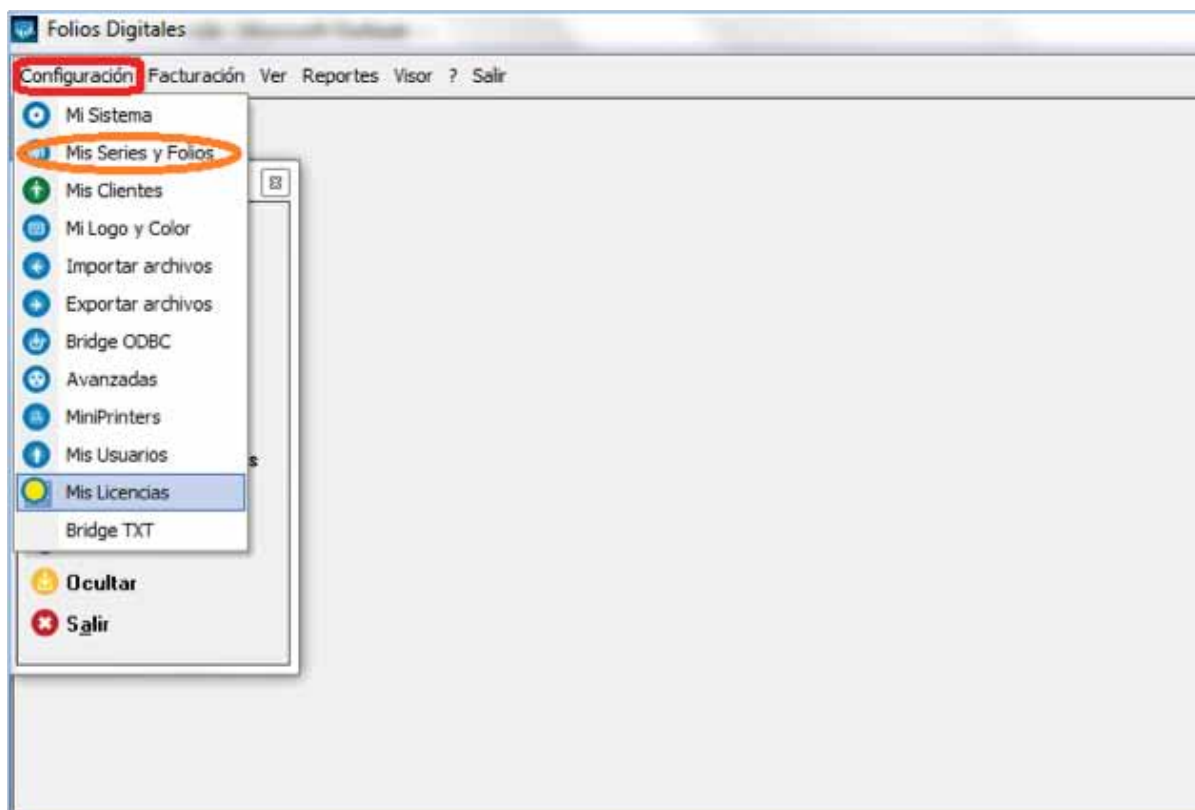 Folios Digitales
Configuración Facturación Ver Reportes Visor ? Salir
Mi Sistema
Mis Series y Folios
Mis Clientes
Mi Logo y Color
Importar archivos
Exportar archivos
Bridge ODBC
Avanzadas
MiniPrinters
Mis Usuarios
s
Mis Licencias
Bridge TXT
Ocultar
Salir